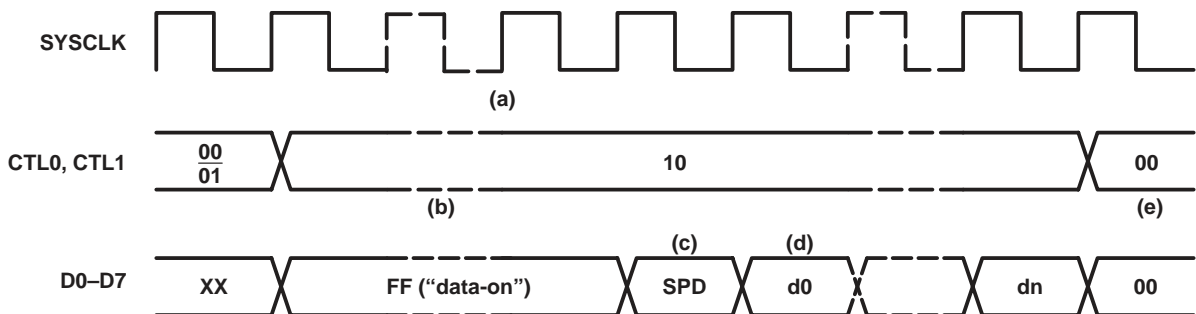 SYSCLK
(a)
CTL0, CTL1
00
01
10
00
(b)
(e)
(c)
(d)
D0–D7
XX
FF (“data-on”)
SPD
d0
dn
00